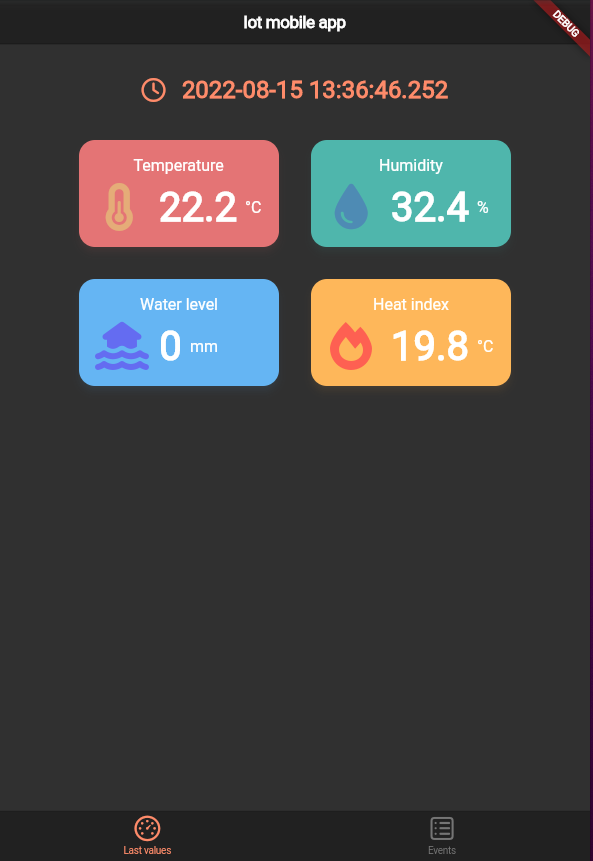 Iot mobile app
DEBUG
2022-08-15 13:36:46.252
Temperature
22.2 °C
Humidity
32.4 %
Water level
0 mm
Heat index
19.8 °C
Last values
Events